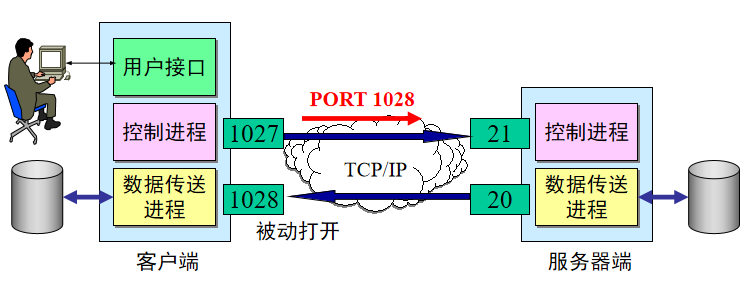 用户接口
PORT 1028
控制进程
1027
21
控制进程
TCP/IP
数据传送
进程
1028
20
数据传送
进程
被动打开
客户端
服务器端